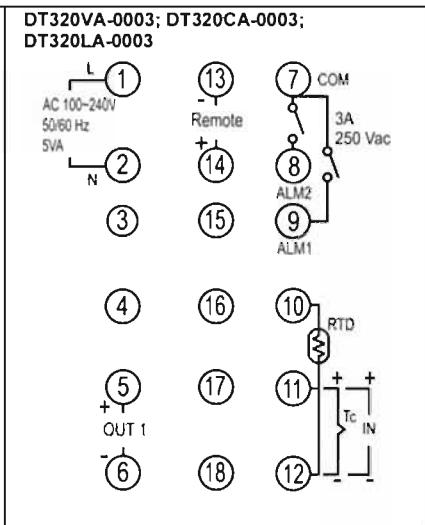 DT320VA-0003; DT320CA-0003;
DT320LA-0003
L 1 13 7 COM
AC 100~240V
50/60 Hz
5VA
- Remote +
3A
250 Vac
N 2 14 8
ALM2
3 15 9
ALM1
4 16 10
RTD
5 17 11 + +
+ OUT 1 -
Tc IN
6 18 12 - -